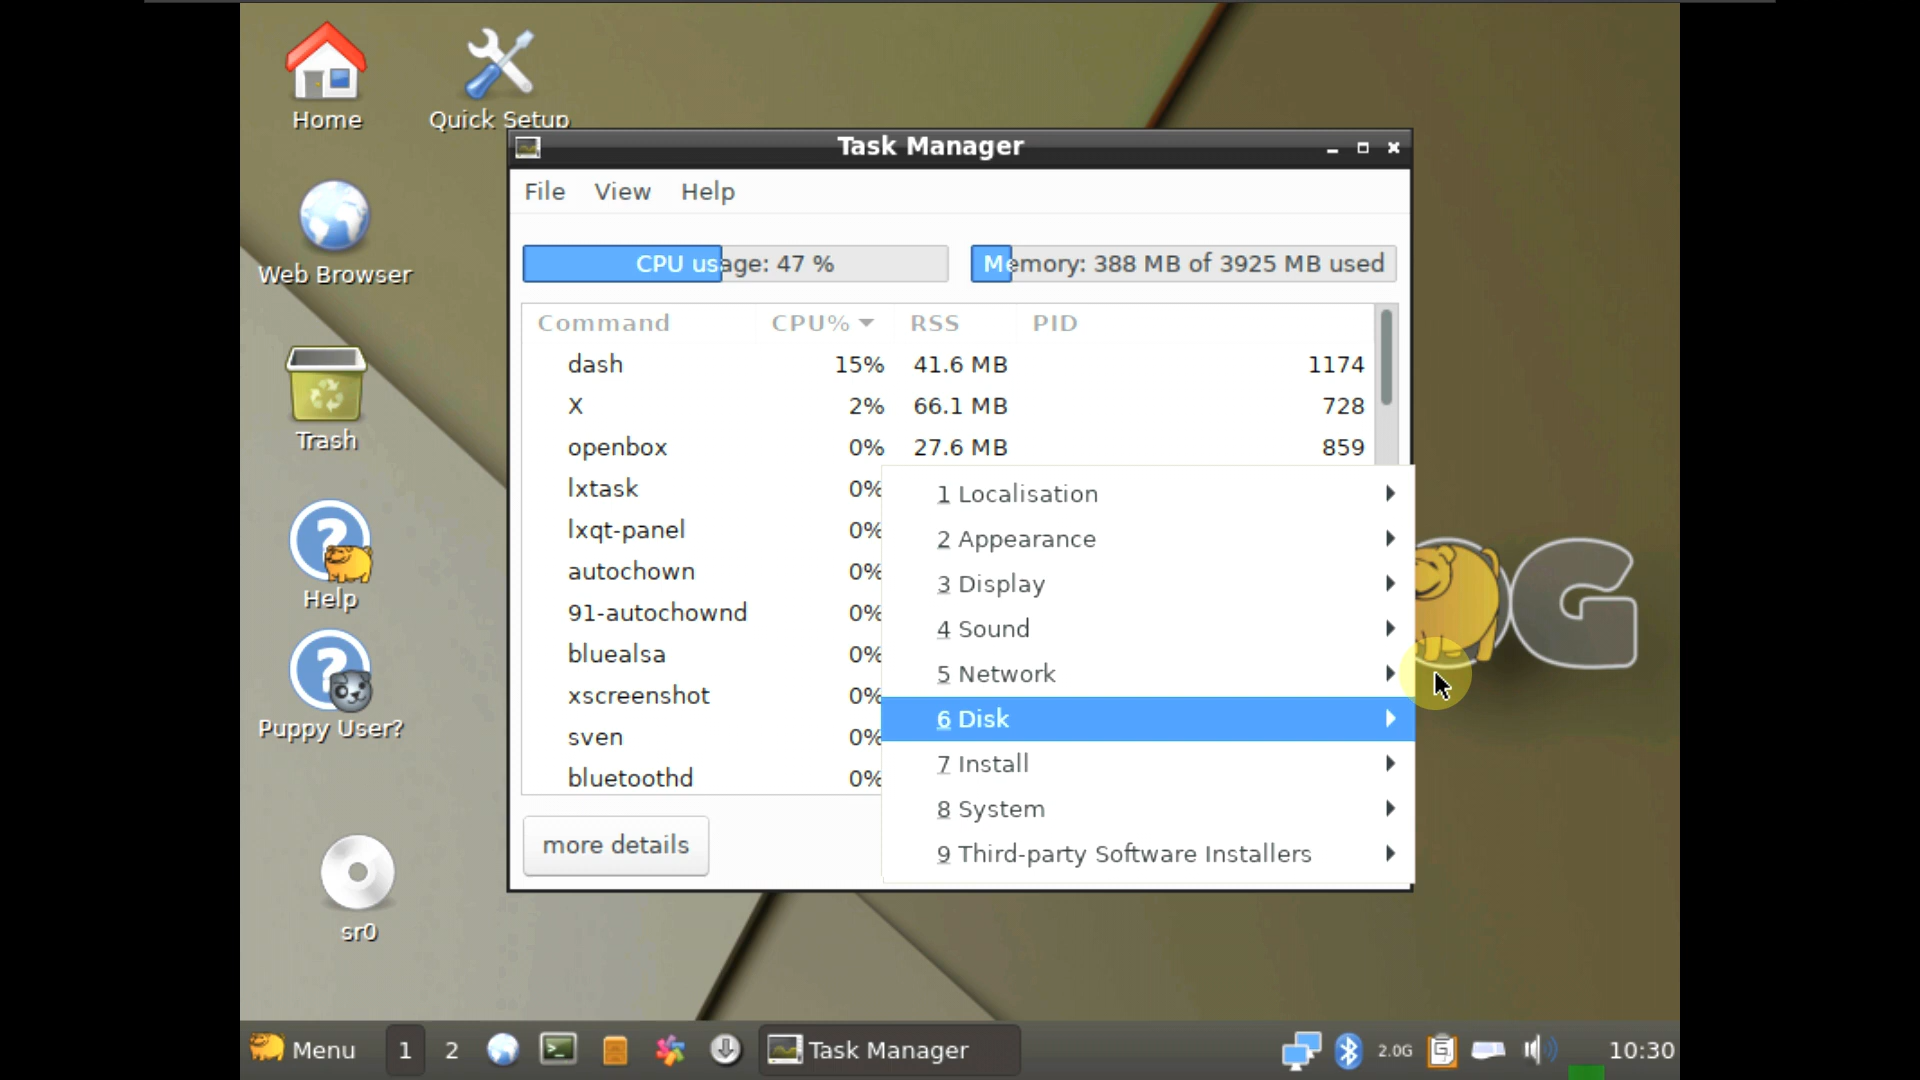 Home
Quick Setup
Web Browser
Trash
Help
Puppy User?
sr0
Task Manager
File View Help
CPU usage: 47 %
Memory: 388 MB of 3925 MB used
Command CPU% RSS PID
dash 15% 41.6 MB 1174
X 2% 66.1 MB 728
openbox 0% 27.6 MB 859
lxtask 0%
lxqt-panel 0%
autochown 0%
91-autochownd 0%
bluealsa 0%
xscreenshot 0%
sven 0%
bluetoothd 0%
more details
1 Localisation
2 Appearance
3 Display
4 Sound
5 Network
6 Disk
7 Install
8 System
9 Third-party Software Installers
G
Menu 1 2 Task Manager 2.0G 10:30